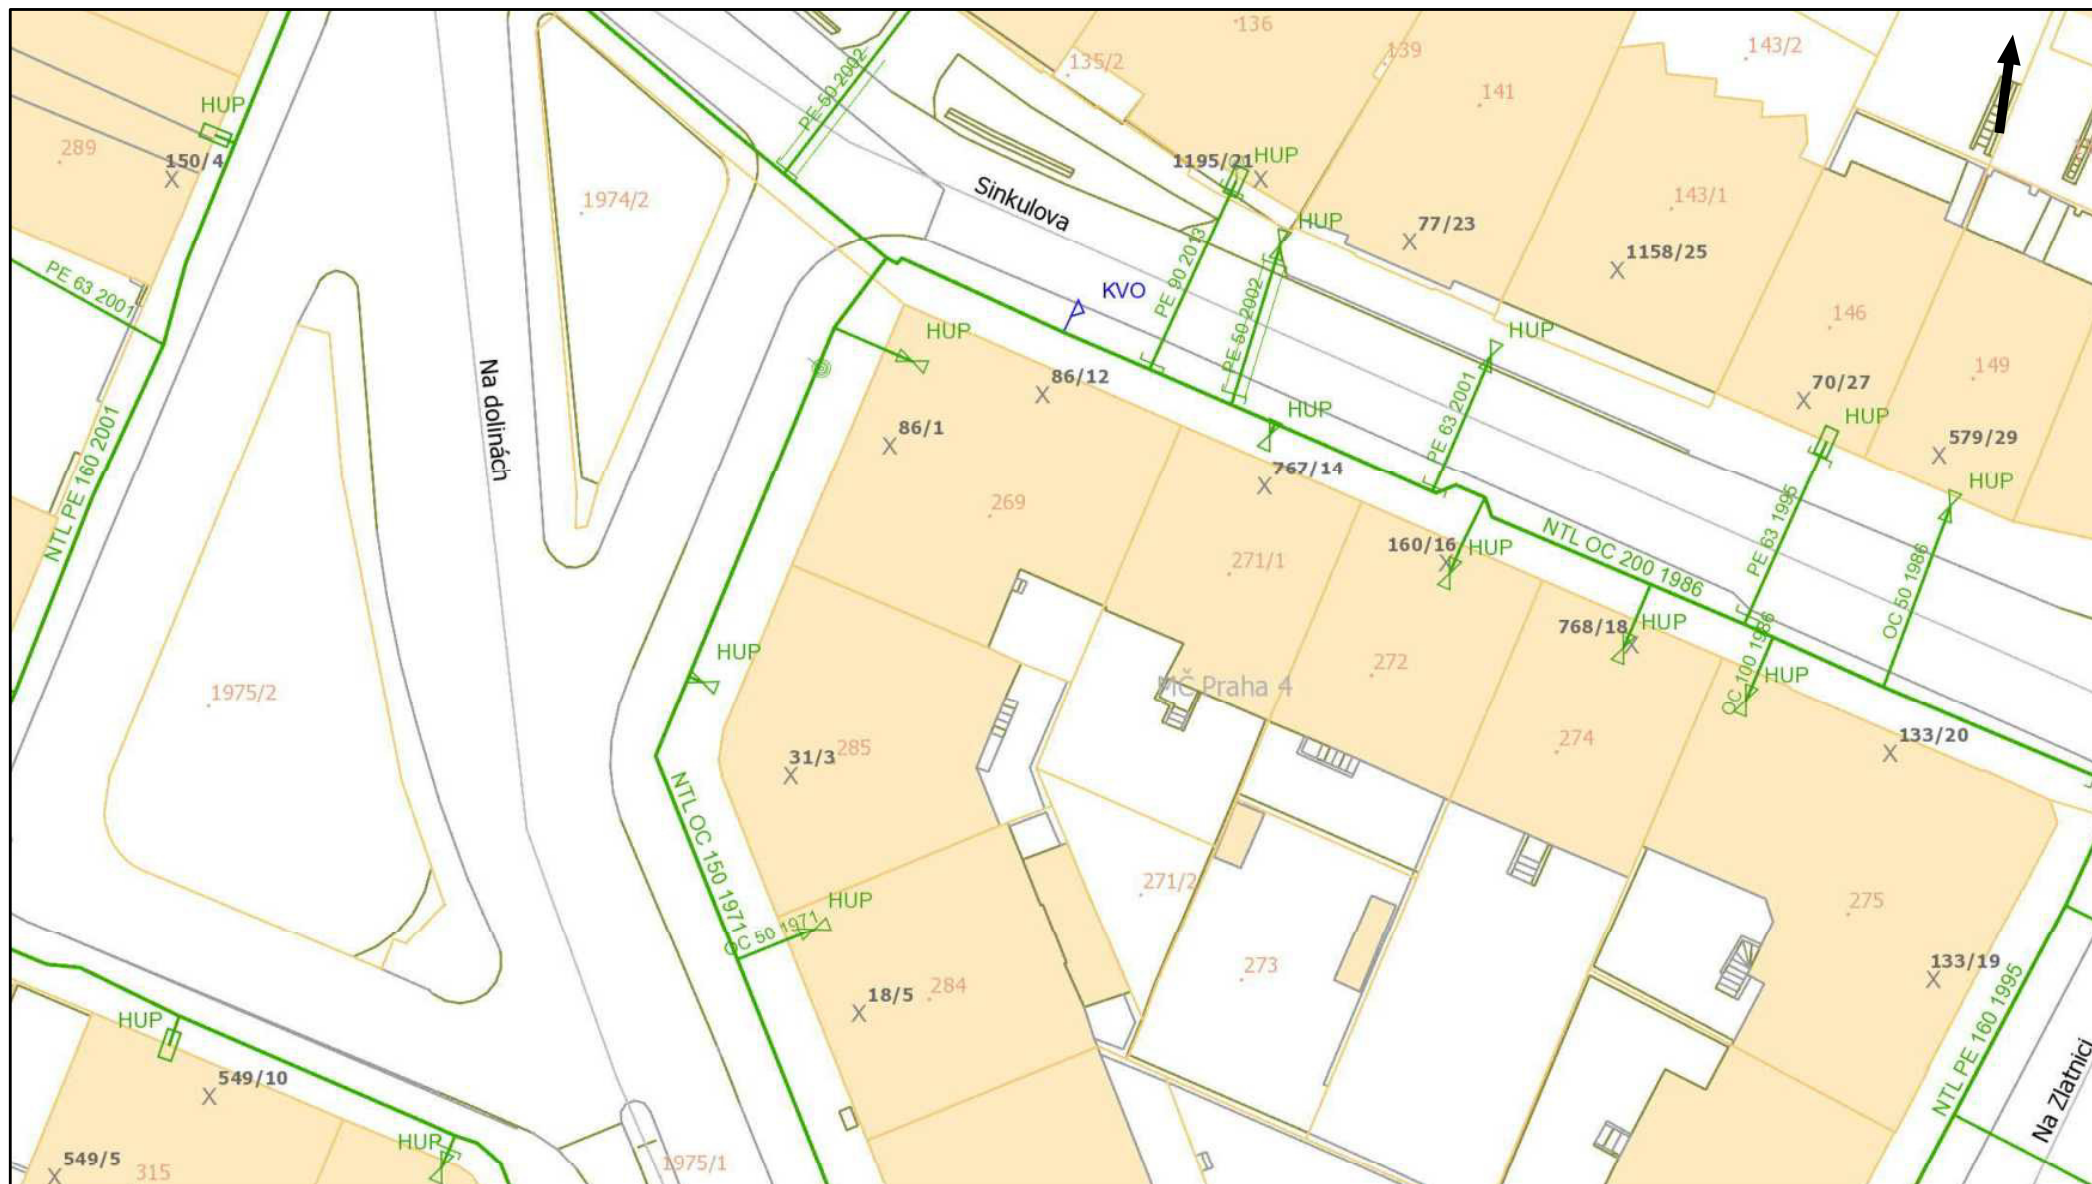 136
139
143/2
135/2
PE 50 2002
141
HUP
289
150/4
1195/21
HUP
1974/2
Sinkulova
143/1
HUP
77/23
1158/25
PE 63 2001
PE 90 2013
KVO
PE 50 2002
146
HUP
HUP
149
Na dolinách
86/12
70/27
PE 63 2001
HUP
HUP
86/1
579/29
NTL PE 160 2001
767/14
HUP
269
PE 63 1995
160/16
HUP
NTL OC 200 1986
271/1
OC 50 1986
768/18
HUP
HUP
272
OC 100 1986
HUP
MČ Praha 4
1975/2
274
133/20
31/3
285
NTL OC 150 1971
271/2
HUP
OC 50 1971
275
273
133/19
18/5
284
NTL PE 160 1995
HUP
549/10
Na Zlatnici
HUP
549/5
315
1975/1